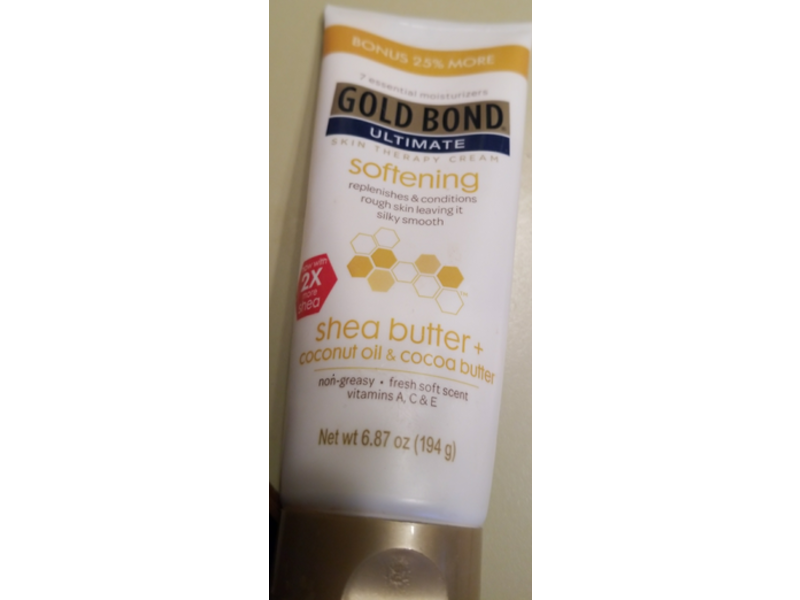 BONUS 25% MORE
7 essential moisturizers
GOLD BOND
ULTIMATE
SKIN THERAPY CREAM
softening
replenishes & conditions
rough skin leaving it
silky smooth
with
2X
more
shea
shea butter +
coconut oil & cocoa butter
non-greasy • fresh soft scent
vitamins A, C & E
Net wt 6.87 oz (194 g)